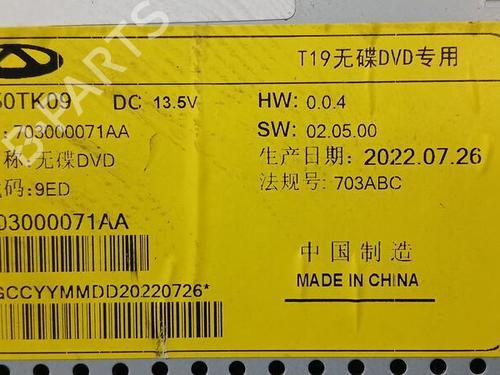 T19无碟DVD专用
50TK09 DC 13.5V
HW: 0.0.4
: 703000071AA
SW: 02.05.00
称:无碟DVD
生产日期: 2022.07.26
码: 9ED
法规号: 703ABC
03000071AA
中国制造
MADE IN CHINA
GCCYYMMDD20220726*
B-PARTS